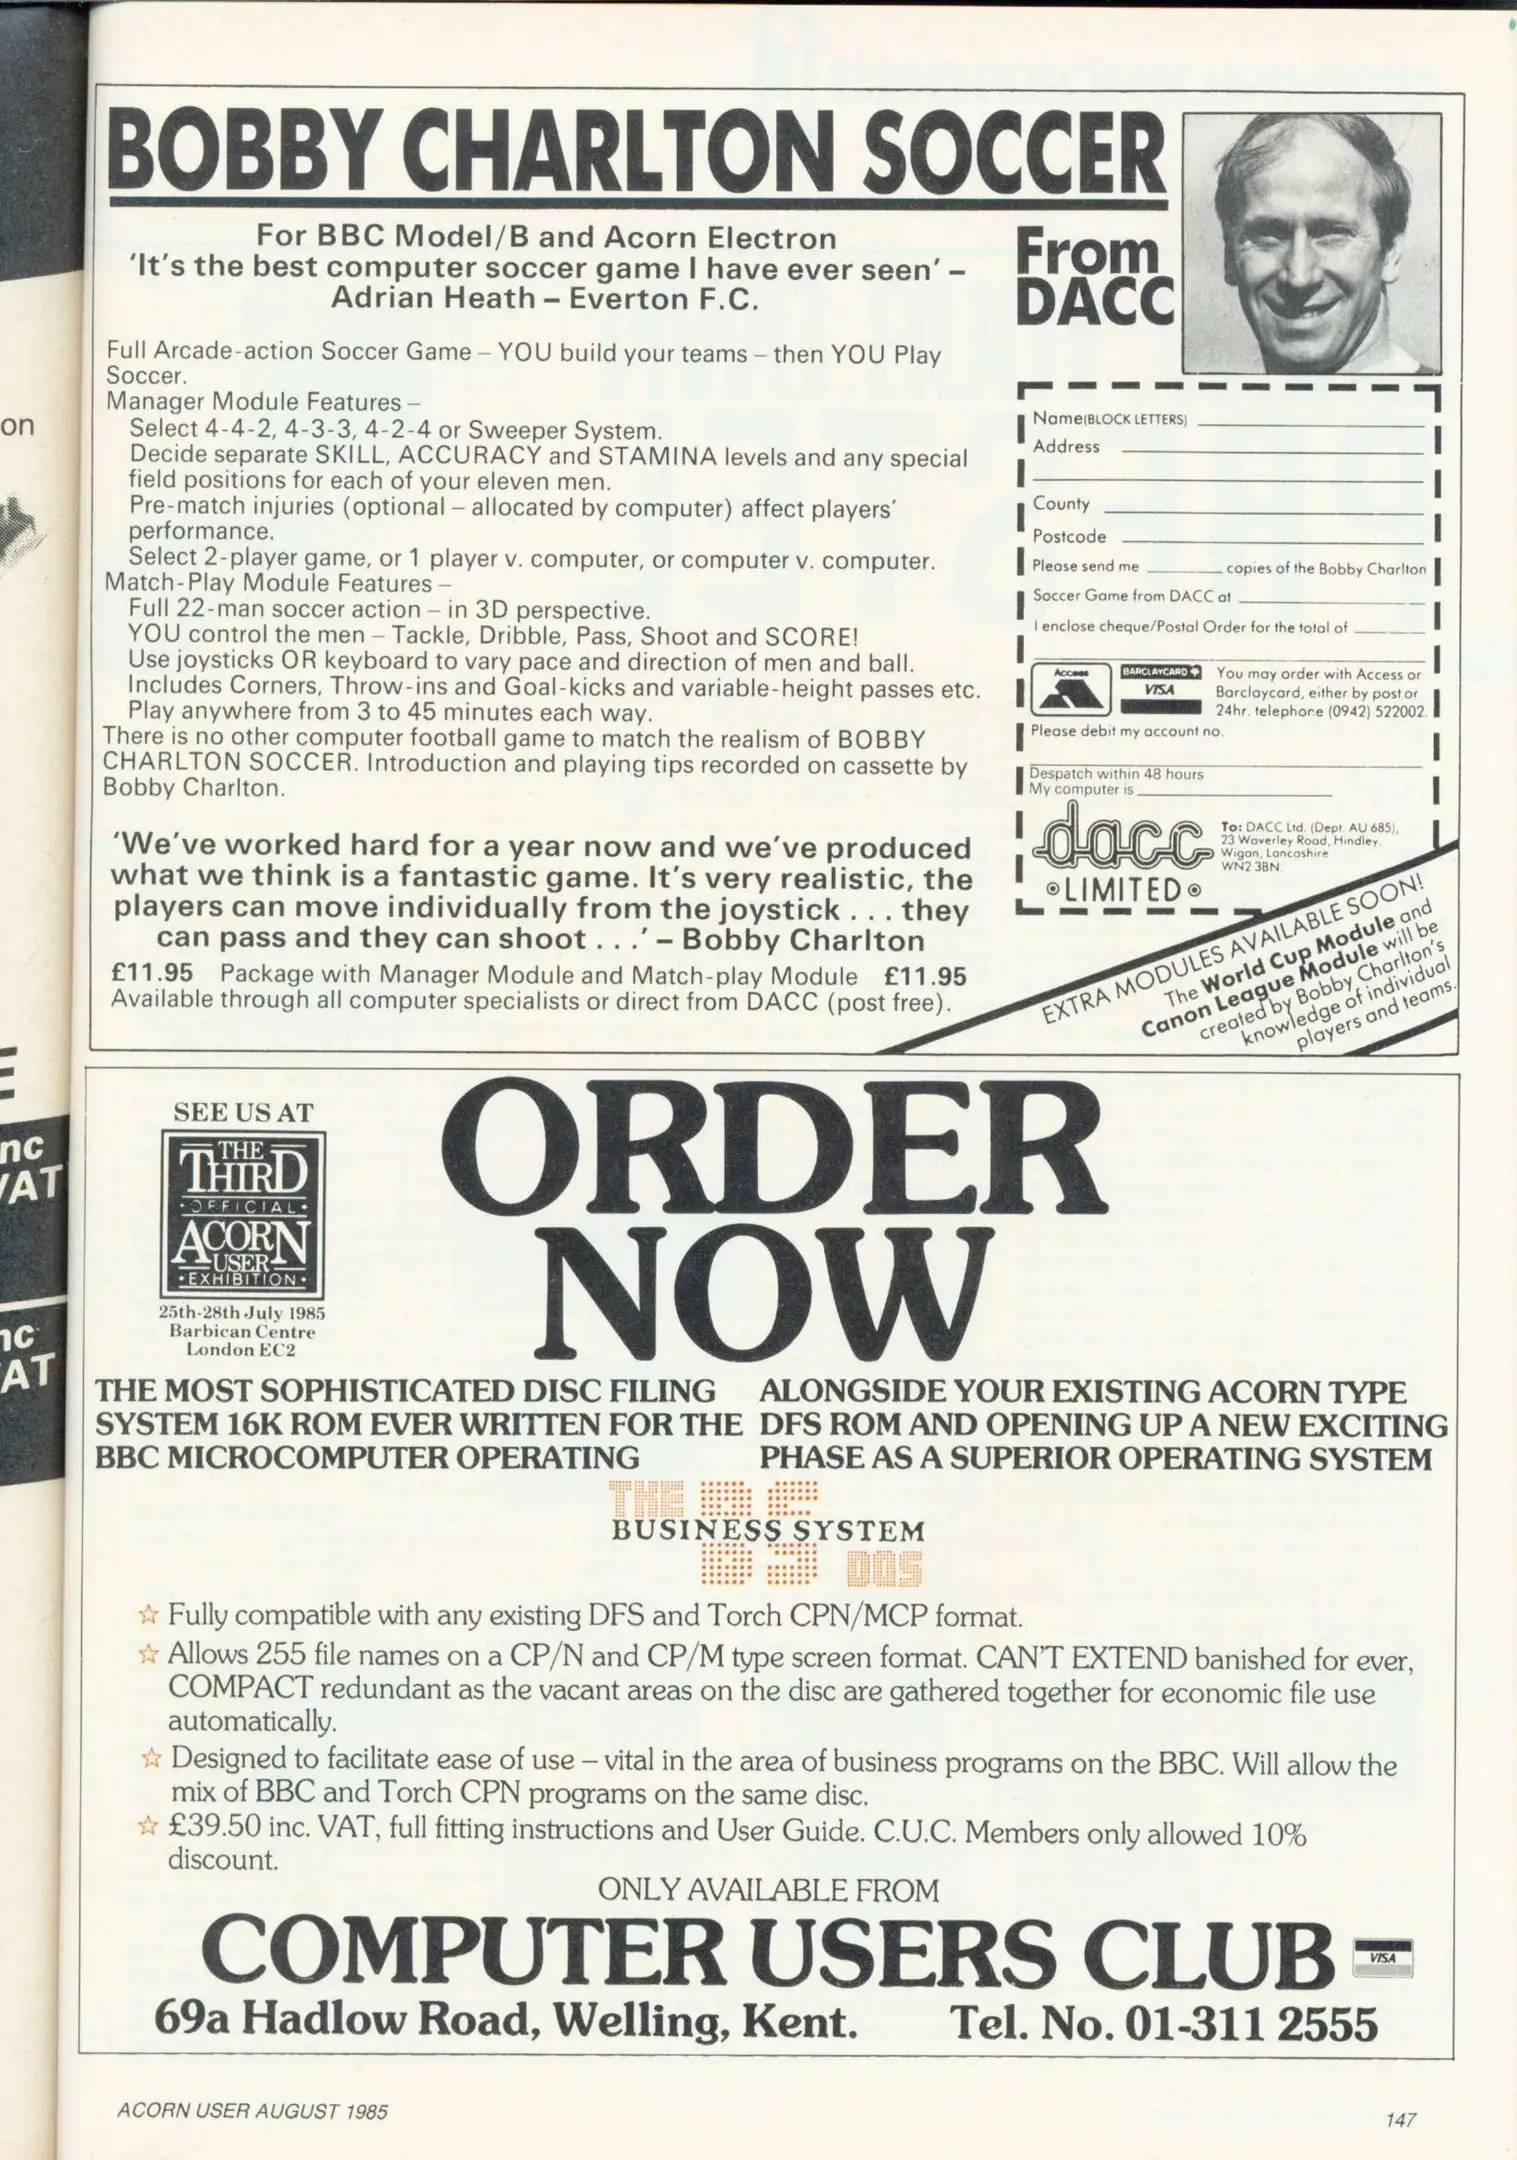 BOBBY CHARLTON SOCCER
For BBC Model/B and Acorn Electron
'It's the best computer soccer game I have ever seen' –
Adrian Heath – Everton F.C.
From
DACC
Full Arcade-action Soccer Game – YOU build your teams – then YOU Play
Soccer.
Manager Module Features –
Select 4-4-2, 4-3-3, 4-2-4 or Sweeper System.
Decide separate SKILL, ACCURACY and STAMINA levels and any special
field positions for each of your eleven men.
Pre-match injuries (optional – allocated by computer) affect players'
performance.
Select 2-player game, or 1 player v. computer, or computer v. computer.
Match-Play Module Features –
Full 22-man soccer action – in 3D perspective.
YOU control the men – Tackle, Dribble, Pass, Shoot and SCORE!
Use joysticks OR keyboard to vary pace and direction of men and ball.
Includes Corners, Throw-ins and Goal-kicks and variable-height passes etc.
Play anywhere from 3 to 45 minutes each way.
There is no other computer football game to match the realism of BOBBY
CHARLTON SOCCER. Introduction and playing tips recorded on cassette by
Bobby Charlton.
'We've worked hard for a year now and we've produced
what we think is a fantastic game. It's very realistic, the
players can move individually from the joystick . . . they
can pass and they can shoot . . .' – Bobby Charlton
£11.95 Package with Manager Module and Match-play Module £11.95
Available through all computer specialists or direct from DACC (post free).
Name(BLOCK LETTERS)
Address
County
Postcode
Please send me copies of the Bobby Charlton
Soccer Game from DACC at
I enclose cheque/Postal Order for the total of
Access
BARCLAYCARD
VISA
You may order with Access or
Barclaycard, either by post or
24hr. telephone (0942) 522002.
Please debit my account no.
Despatch within 48 hours
My computer is
dacc
LIMITED
To: DACC Ltd. (Dept. AU 685),
23 Waverley Road, Hindley.
Wigan, Lancashire
WN2 3BN.
EXTRA MODULES AVAILABLE SOON!
The World Cup Module and
Canon League Module will be
created by Bobby Charlton's
knowledge of individual
players and teams.
SEE US AT
THE
THIRD
OFFICIAL
ACORN
USER
EXHIBITION
25th-28th July 1985
Barbican Centre
London EC2
ORDER
NOW
THE MOST SOPHISTICATED DISC FILING
SYSTEM 16K ROM EVER WRITTEN FOR THE
BBC MICROCOMPUTER OPERATING
ALONGSIDE YOUR EXISTING ACORN TYPE
DFS ROM AND OPENING UP A NEW EXCITING
PHASE AS A SUPERIOR OPERATING SYSTEM
THE
BUSINESS SYSTEM
DOS
☆ Fully compatible with any existing DFS and Torch CPN/MCP format.
☆ Allows 255 file names on a CP/N and CP/M type screen format. CAN'T EXTEND banished for ever,
COMPACT redundant as the vacant areas on the disc are gathered together for economic file use
automatically.
☆ Designed to facilitate ease of use – vital in the area of business programs on the BBC. Will allow the
mix of BBC and Torch CPN programs on the same disc.
☆ £39.50 inc. VAT, full fitting instructions and User Guide. C.U.C. Members only allowed 10%
discount.
ONLY AVAILABLE FROM
COMPUTER USERS CLUB
VISA
69a Hadlow Road, Welling, Kent. Tel. No. 01-311 2555
ACORN USER AUGUST 1985
147